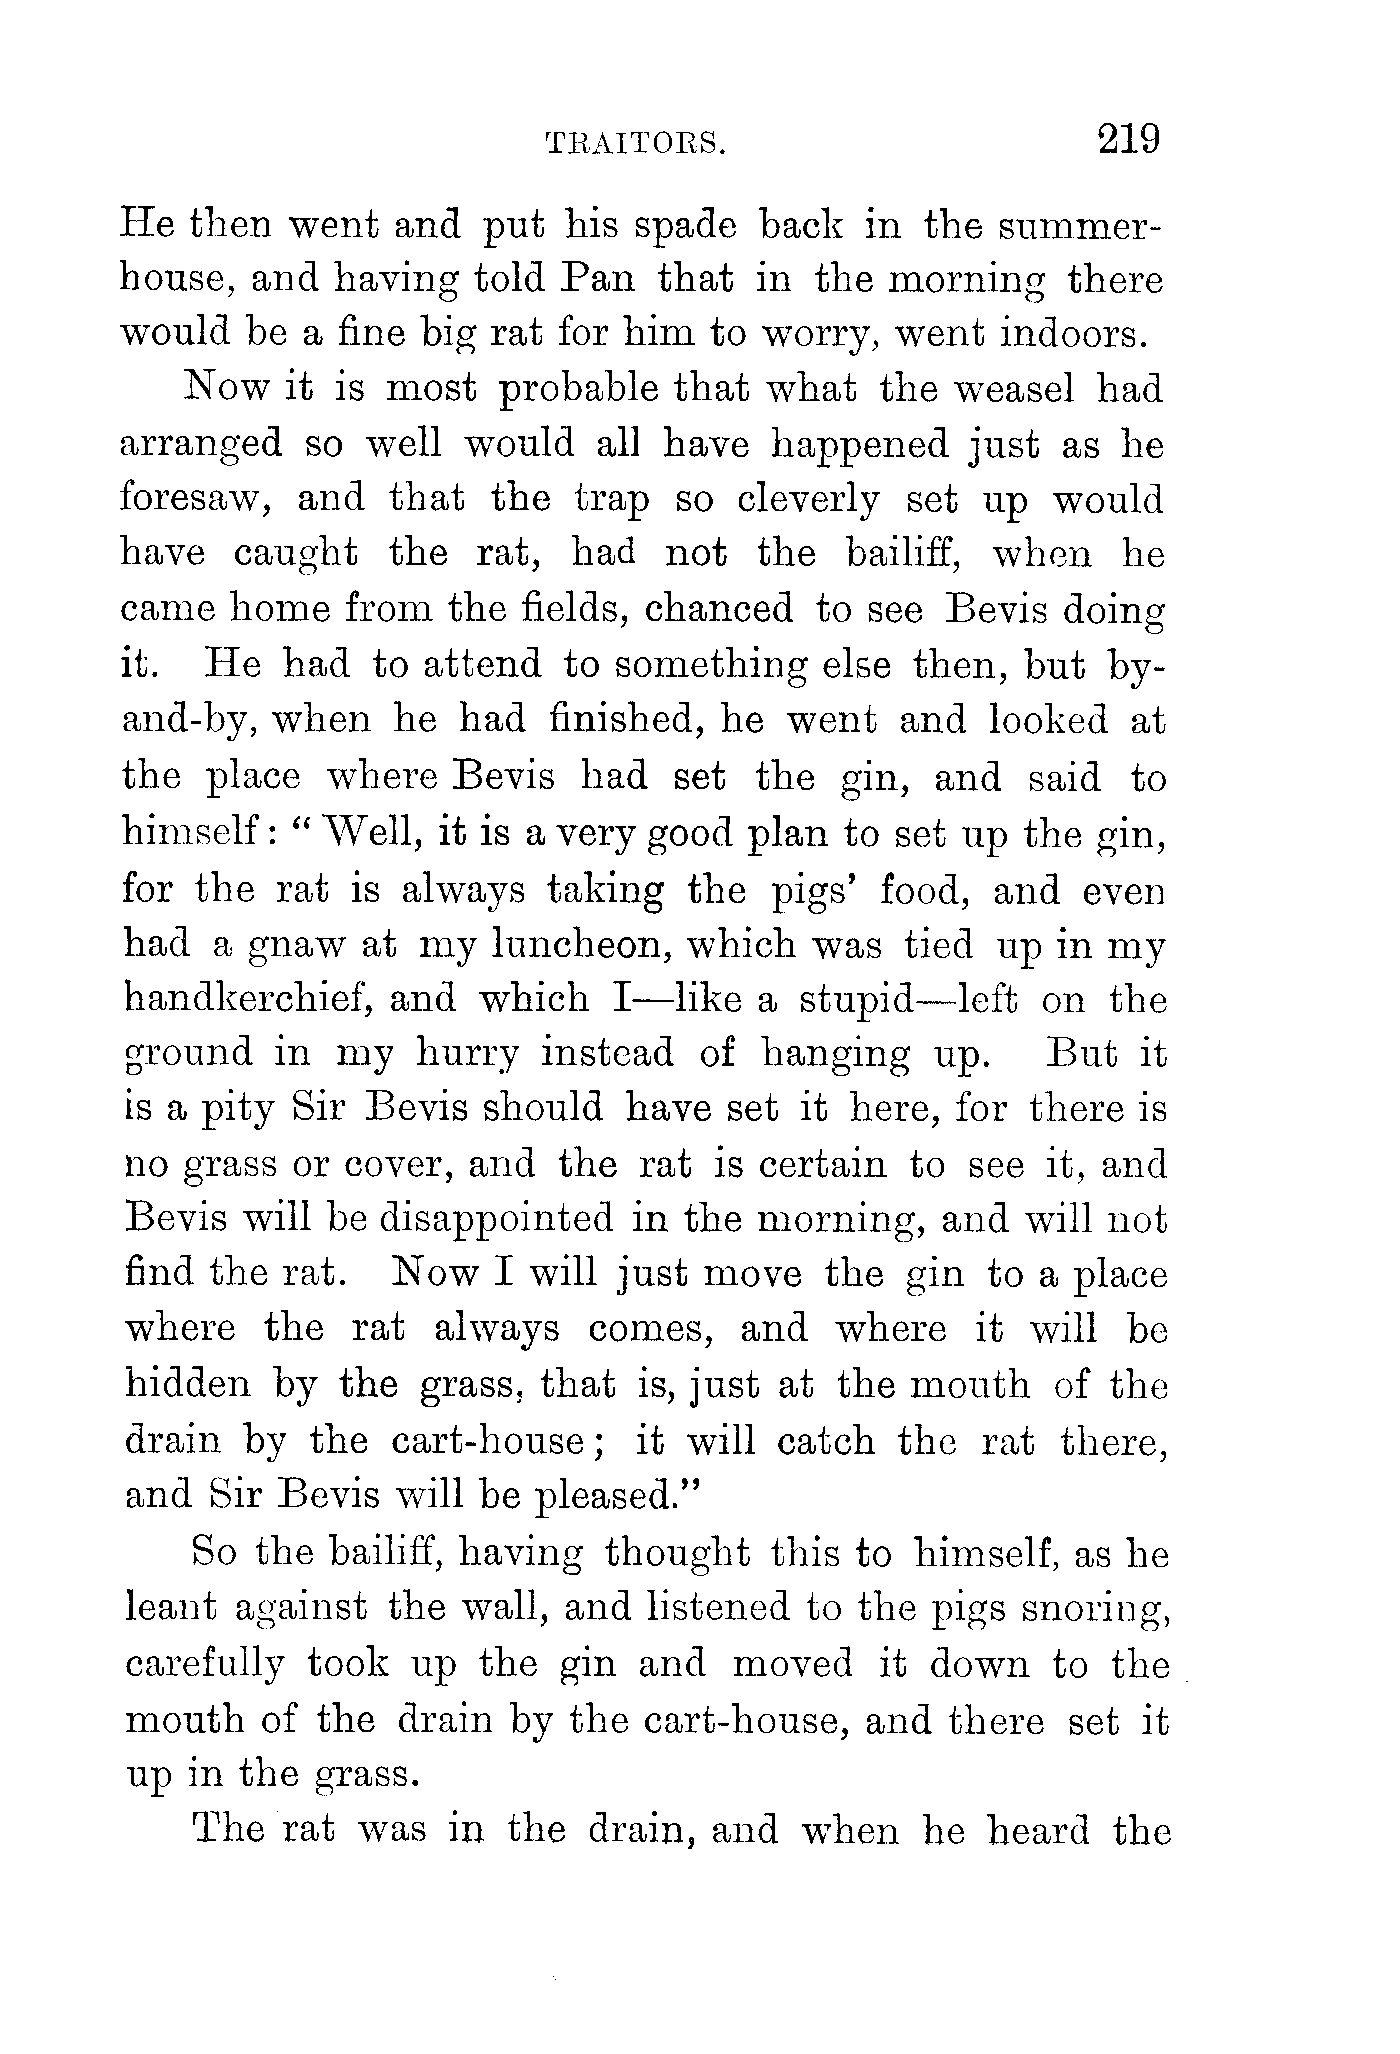 TRAITORS. 219
He then went and put his spade back in the summer-
house, and having told Pan that in the morning there
would be a fine big rat for him to worry, went indoors.
Now it is most probable that what the weasel had
arranged so well would all have happened just as he
foresaw, and that the trap so cleverly set up would
have caught the rat, had not the bailiff, when he
came home from the fields, chanced to see Bevis doing
it. He had to attend to something else then, but by-
and-by, when he had finished, he went and looked at
the place where Bevis had set the gin, and said to
himself: “Well, it is a very good plan to set up the gin,
for the rat is always taking the pigs’ food, and even
had a gnaw at my luncheon, which was tied up in my
handkerchief, and which I—like a stupid—left on the
ground in my hurry instead of hanging up. But it
is a pity Sir Bevis should have set it here, for there is
no grass or cover, and the rat is certain to see it, and
Bevis will be disappointed in the morning, and will not
find the rat. Now I will just move the gin to a place
where the rat always comes, and where it will be
hidden by the grass, that is, just at the mouth of the
drain by the cart-house; it will catch the rat there,
and Sir Bevis will be pleased.”
So the bailiff, having thought this to himself, as he
leant against the wall, and listened to the pigs snoring,
carefully took up the gin and moved it down to the
mouth of the drain by the cart-house, and there set it
up in the grass.
The rat was in the drain, and when he heard the